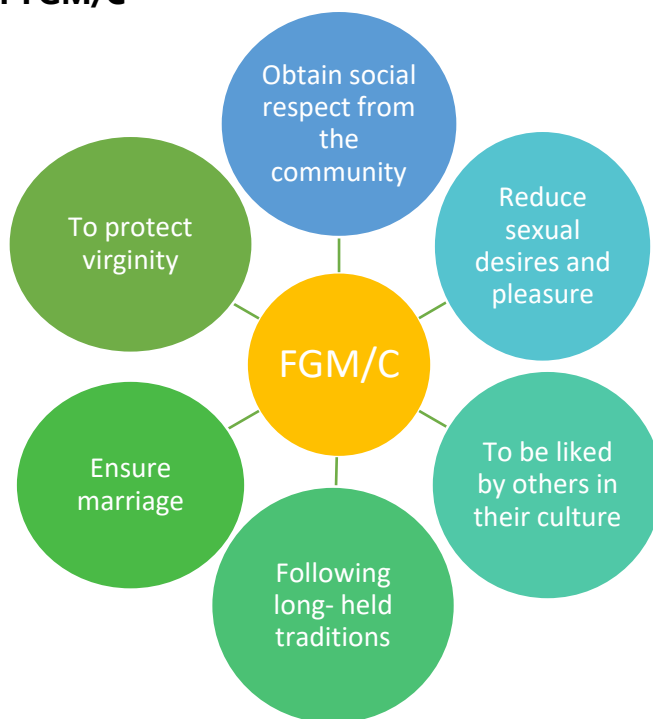 FGM/C
Obtain social
respect from
the
community
Reduce
sexual
desires and
pleasure
To be liked
by others in
their culture
Following
long- held
traditions
Ensure
marriage
To protect
virginity
FGM/C